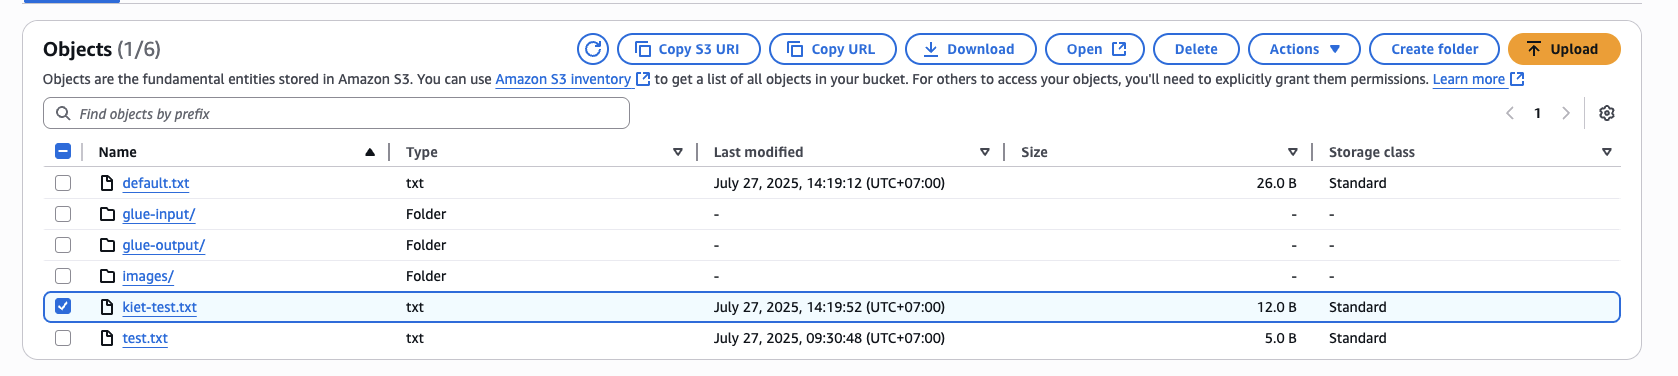 Objects (1/6)
Copy S3 URI
Copy URL
Download
Open
Delete
Actions
Create folder
Upload
Objects are the fundamental entities stored in Amazon S3. You can use Amazon S3 inventory to get a list of all objects in your bucket. For others to access your objects, you'll need to explicitly grant them permissions. Learn more
Find objects by prefix
1
Name Type Last modified Size Storage class
default.txt txt July 27, 2025, 14:19:12 (UTC+07:00) 26.0 B Standard
glue-input/ Folder - - -
glue-output/ Folder - - -
images/ Folder - - -
kiet-test.txt txt July 27, 2025, 14:19:52 (UTC+07:00) 12.0 B Standard
test.txt txt July 27, 2025, 09:30:48 (UTC+07:00) 5.0 B Standard